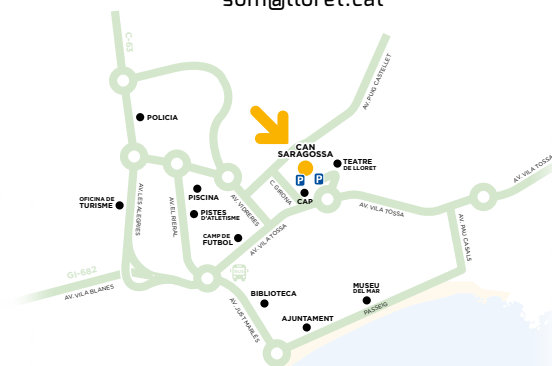 som@lloret.cat
C-63
AV. PUIG CASTELLET
POLICIA
CAN
SARAGOSSA
TEATRE
DE LLORET
P
P
AV. VILA TOSSA
OFICINA DE
TURISME
AV. LES ALEGRIES
AV. EL RIERAL
PISCINA
PISTES
D'ATLETISME
AV. VIDRERES
C. GIRONA
CAP
CAMP DE
FUTBOL
AV. VILA TOSSA
AV. VILA TOSSA
AV. PAU CASALS
GI-682
AV. VILA BLANES
AV. JUST MARLÈS
BIBLIOTECA
MUSEU
DEL MAR
PASSEIG
AJUNTAMENT